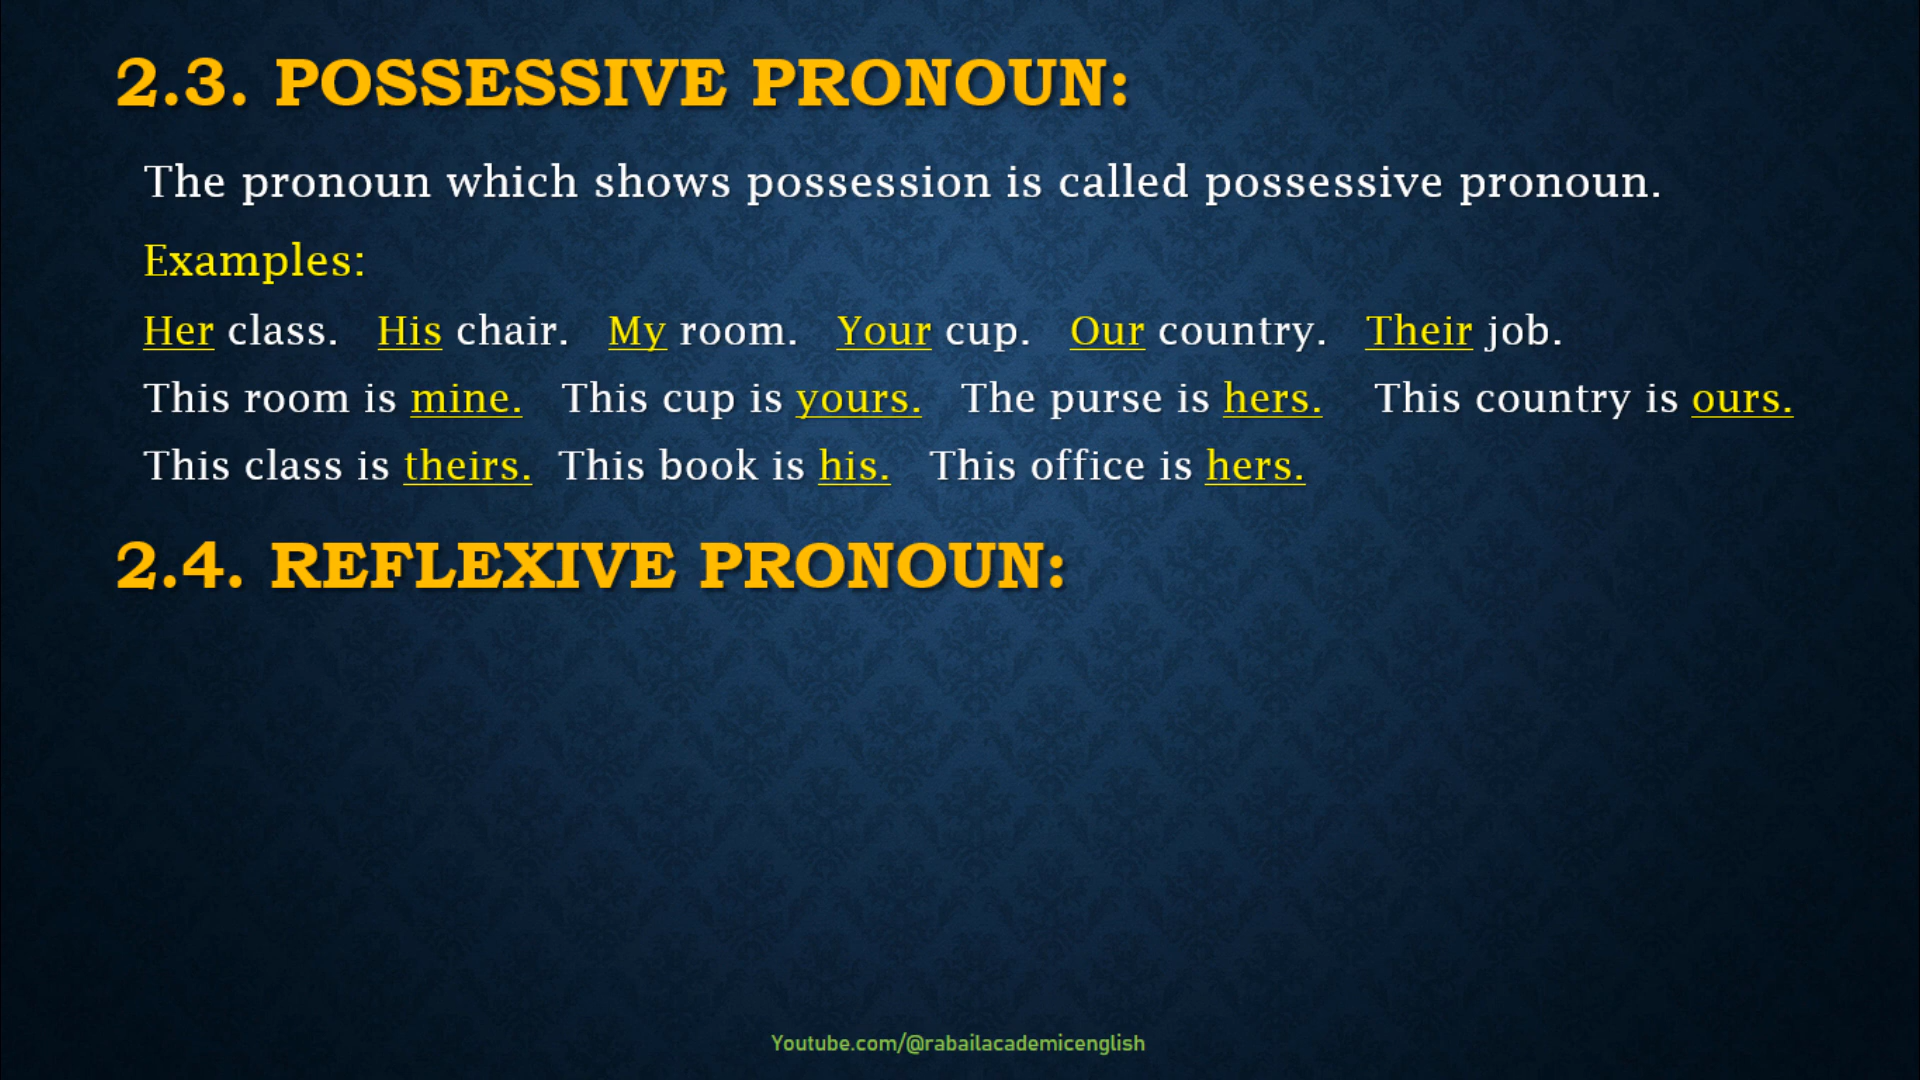 2.3. POSSESSIVE PRONOUN:
The pronoun which shows possession is called possessive pronoun.
Examples:
Her class. His chair. My room. Your cup. Our country. Their job.
This room is mine. This cup is yours. The purse is hers. This country is ours.
This class is theirs. This book is his. This office is hers.
2.4. REFLEXIVE PRONOUN:
Youtube.com/@rabailacademicenglish